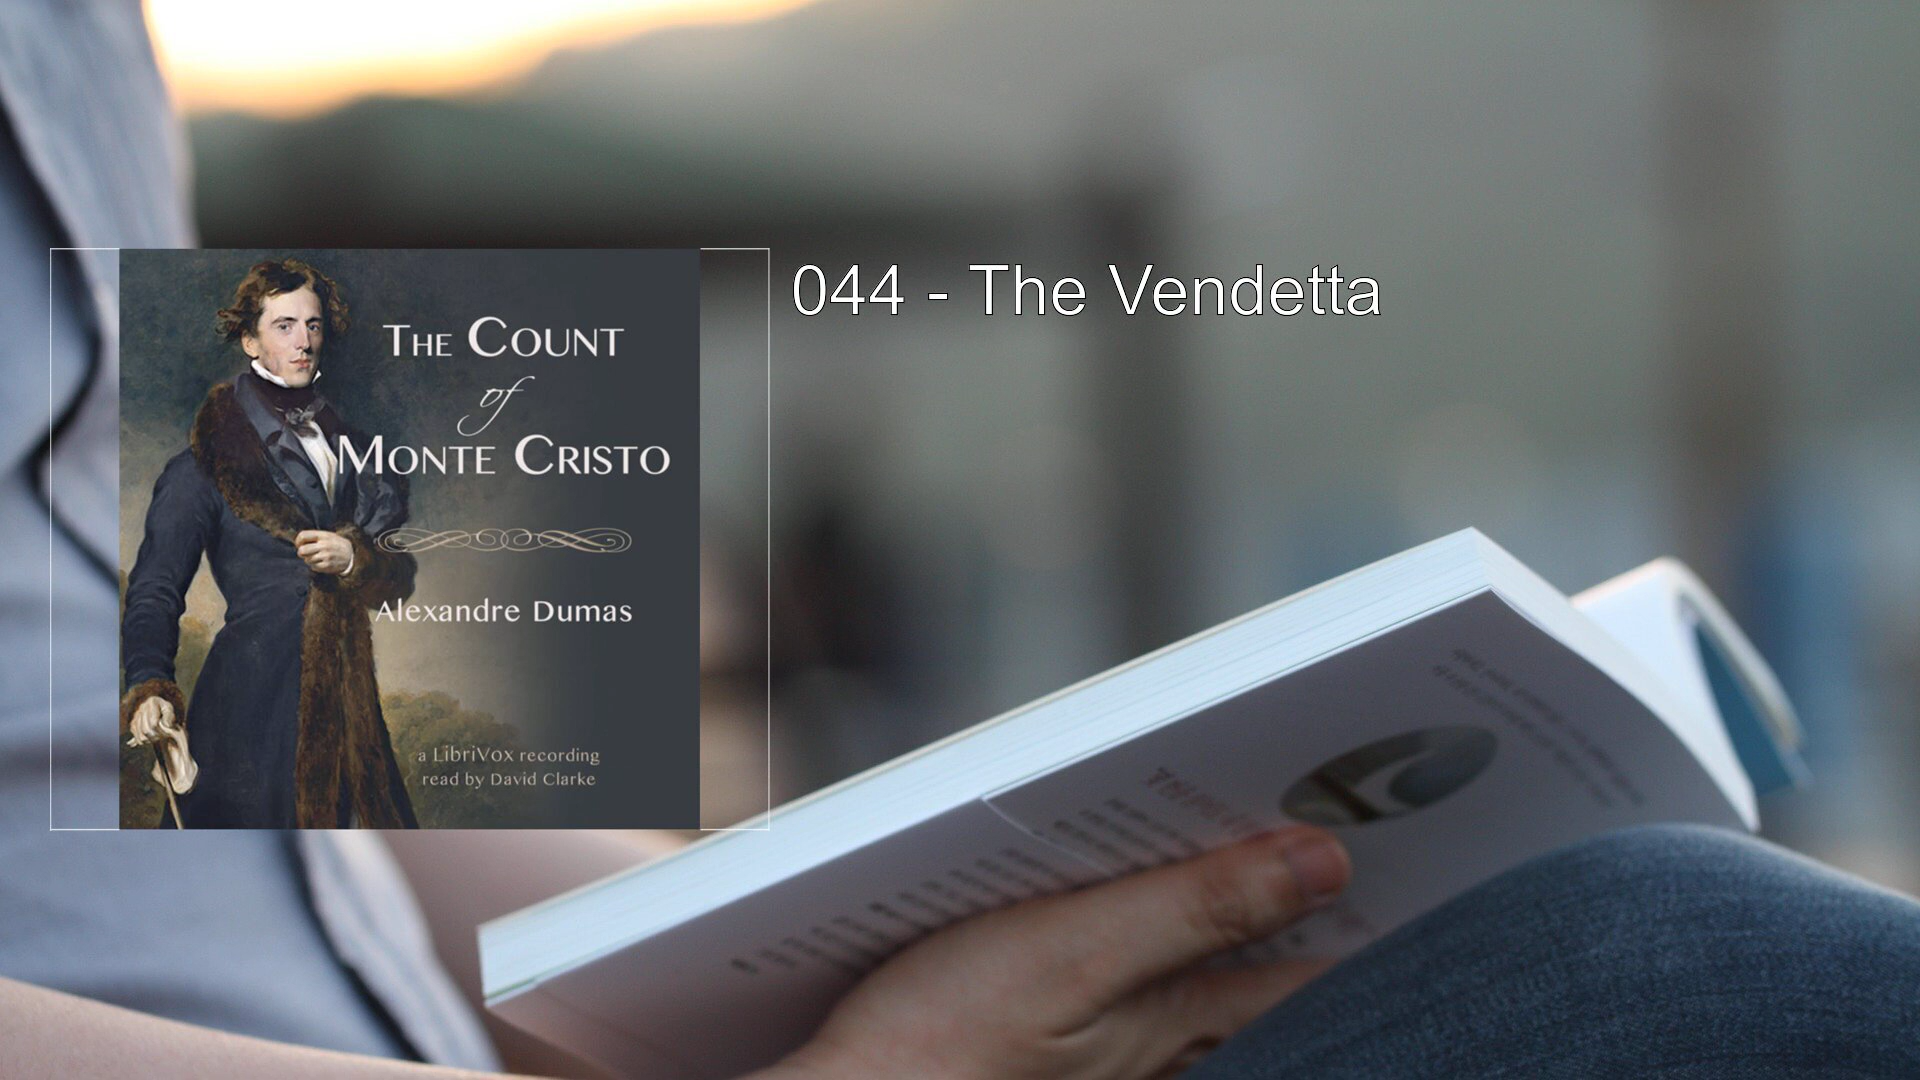 044 - The Vendetta
The Count
of
Monte Cristo
Alexandre Dumas
a LibriVox recording
read by David Clarke